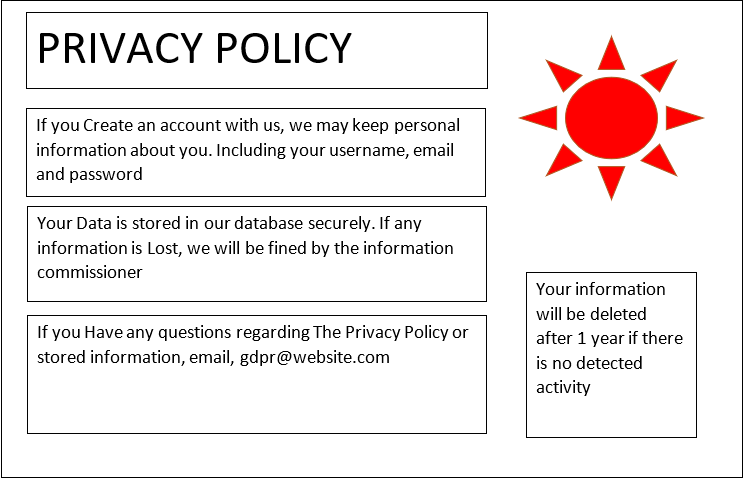 PRIVACY POLICY
If you Create an account with us, we may keep personal
information about you. Including your username, email
and password
Your Data is stored in our database securely. If any
information is Lost, we will be fined by the information
commissioner
If you Have any questions regarding The Privacy Policy or
stored information, email, gdpr@website.com
Your information
will be deleted
after 1 year if there
is no detected
activity